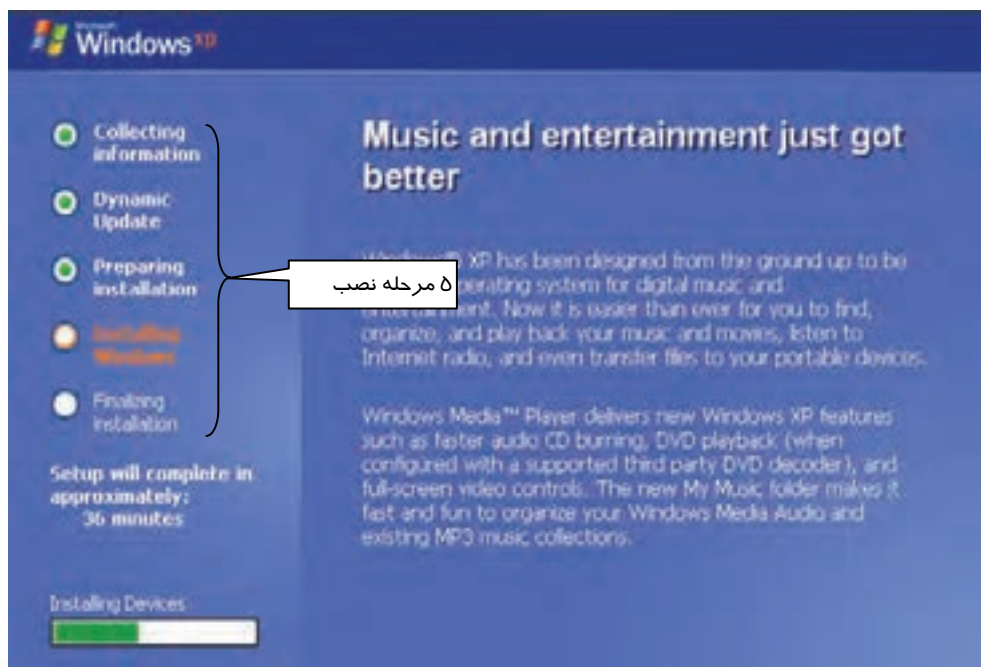 Microsoft
Windows xp
Collecting
information
Dynamic
Update
Preparing
installation
Installing
Windows
Finalizing
installation
Setup will complete in
approximately:
36 minutes
Installing Devices
۵ مرحله نصب
Music and entertainment just got
better
XP has been designed from the ground up to be
operating system for digital music and
entertainment. Now it is easier than ever for you to find,
organize, and play back your music and movies, listen to
Internet radio, and even transfer files to your portable devices.
Windows Media™ Player delivers new Windows XP features
such as faster audio CD burning, DVD playback (when
configured with a supported third party DVD decoder), and
full-screen video controls. The new My Music folder makes it
fast and fun to organize your Windows Media Audio and
existing MP3 music collections.